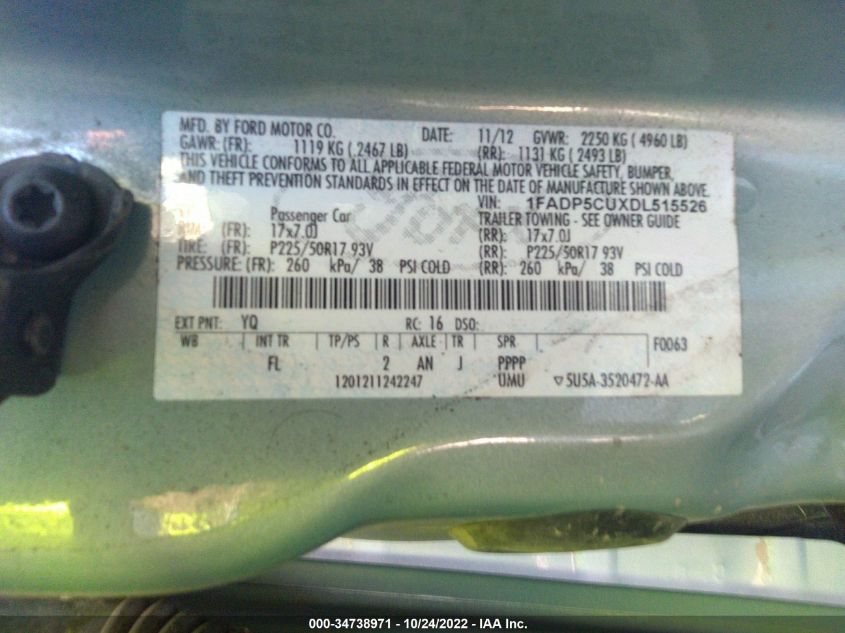 MFD. BY FORD MOTOR CO. DATE: 11/12 GVWR: 2250 KG ( 4960 LB)
GAWR: (FR): 1119 KG ( .2467 LB) (RR): 1131 KG ( 2493 LB)
THIS VEHICLE CONFORMS TO ALL APPLICABLE FEDERAL MOTOR VEHICLE SAFETY, BUMPER,
AND THEFT PREVENTION STANDARDS IN EFFECT ON THE DATE OF MANUFACTURE SHOWN ABOVE.
VIN: 1FADP5CUXDL515526
Passenger Car TRAILER TOWING - SEE OWNER GUIDE
(FR): 17x7.0J (RR): 17x7.0J
TIRE: (FR): P225/50R17 93V (RR): P225/50R17 93V
PRESSURE: (FR): 260 kPa/ 38 PSI COLD (RR): 260 kPa/ 38 PSI COLD
EXT PNT: YQ RC: 16 DSO:
WB INT TR TP/PS R AXLE TR SPR F0063
FL 2 AN J PPPP
1201211242247 UMU ▽ 5U5A-3520472-AA
000-34738971 - 10/24/2022 - IAA Inc.